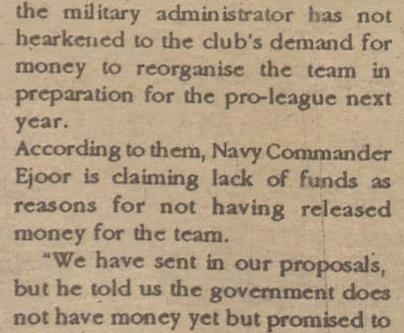 the military administrator has not
hearkened to the club's demand for
money to reorganise the team in
preparation for the pro-league next
year.
According to them, Navy Commander
Ejoor is claiming lack of funds as
reasons for not having released
money for the team.
"We have sent in our proposals,
but he told us the government does
not have money yet but promised to